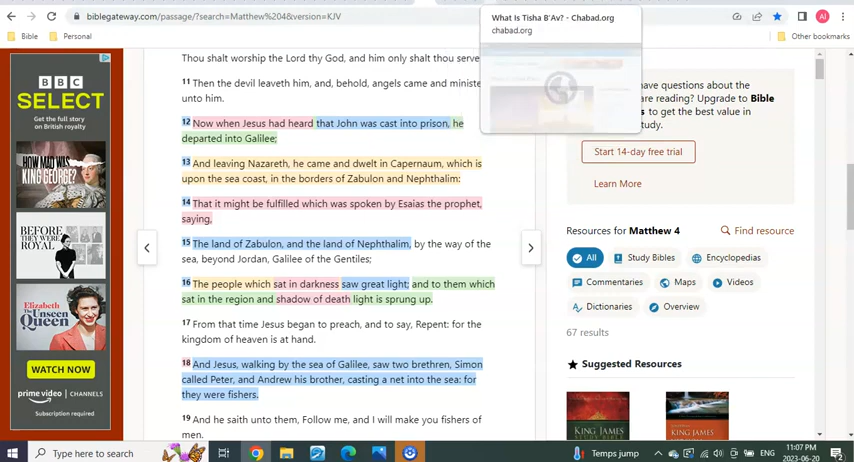 What Is Tisha B'Av? - Chabad.org
chabad.org
biblegateway.com/passage/?search=Matthew%204&version=KJV
AI
Bible
Personal
Other bookmarks
BBC
SELECT
Get the full story
on British royalty
HOW MAD WAS
KING GEORGE?
BEFORE
THEY WERE
ROYAL
Elizabeth
The Unseen
Queen
WATCH NOW
prime video | CHANNELS
Subscription required
Thou shalt worship the Lord thy God, and him only shalt thou serve
11 Then the devil leaveth him, and, behold, angels came and ministe
unto him.
12 Now when Jesus had heard that John was cast into prison, he
departed into Galilee;
13 And leaving Nazareth, he came and dwelt in Capernaum, which is
upon the sea coast, in the borders of Zabulon and Nephthalim:
14 That it might be fulfilled which was spoken by Esaias the prophet,
saying,
15 The land of Zabulon, and the land of Nephthalim, by the way of the
sea, beyond Jordan, Galilee of the Gentiles;
16 The people which sat in darkness saw great light; and to them which
sat in the region and shadow of death light is sprung up.
17 From that time Jesus began to preach, and to say, Repent: for the
kingdom of heaven is at hand.
18 And Jesus, walking by the sea of Galilee, saw two brethren, Simon
called Peter, and Andrew his brother, casting a net into the sea: for
they were fishers.
19 And he saith unto them, Follow me, and I will make you fishers of
men.
have questions about the
are reading? Upgrade to Bible
to get the best value in
tudy.
Start 14-day free trial
Learn More
Resources for Matthew 4
Find resource
All
Study Bibles
Encyclopedias
Commentaries
Maps
Videos
Dictionaries
Overview
67 results
Suggested Resources
KING JAMES
STUDY BIBLE
KING JAMES
Type here to search
Temps jump
ENG
11:07 PM
2023-06-20
2